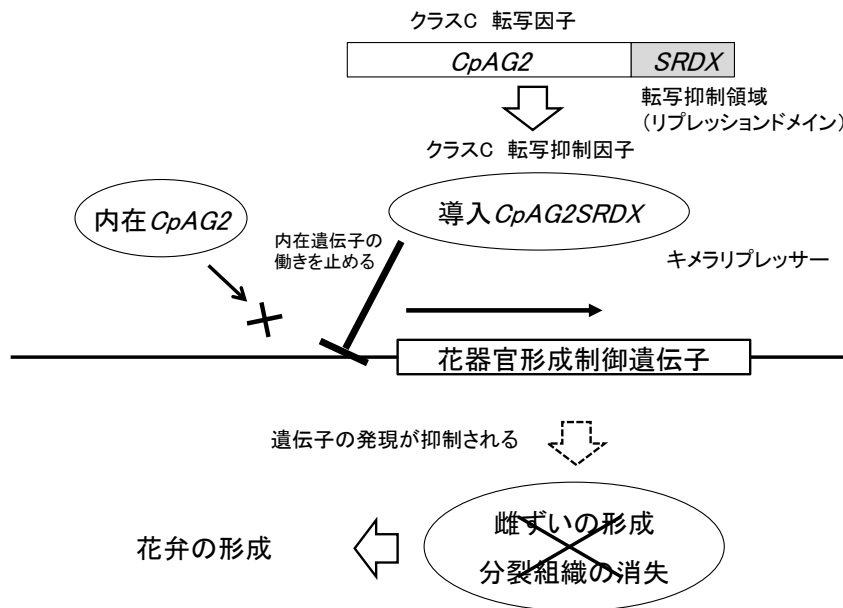 クラスC 転写因子
CpAG2 SRDX
転写抑制領域
（リプレッションドメイン）
クラスC 転写抑制因子
内在CpAG2
導入CpAG2SRDX
内在遺伝子の
働きを止める
キメラリプレッサー
花器官形成制御遺伝子
遺伝子の発現が抑制される
雌ずいの形成
分裂組織の消失
花弁の形成